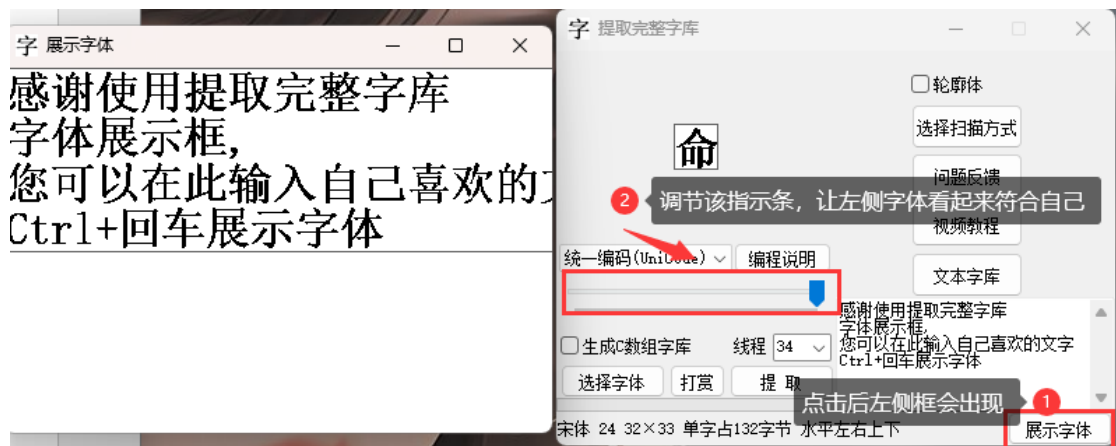 字 展示字体
感谢使用提取完整字库
字体展示框,
您可以在此输入自己喜欢的
Ctrl+回车展示字体
字 提取完整字库
轮廓体
选择扫描方式
命
问题反馈
2 调节该指示条，让左侧字体看起来符合自己
视频教程
统一编码(UniCode)
编程说明
文本字库
感谢使用提取完整字库
字体展示框,
您可以在此输入自己喜欢的文字
Ctrl+回车展示字体
生成C数组字库
线程 34
选择字体
打赏
提 取
点击后左侧框会出现 1
宋体 24 32×33 单字占132字节 水平左右上下
展示字体